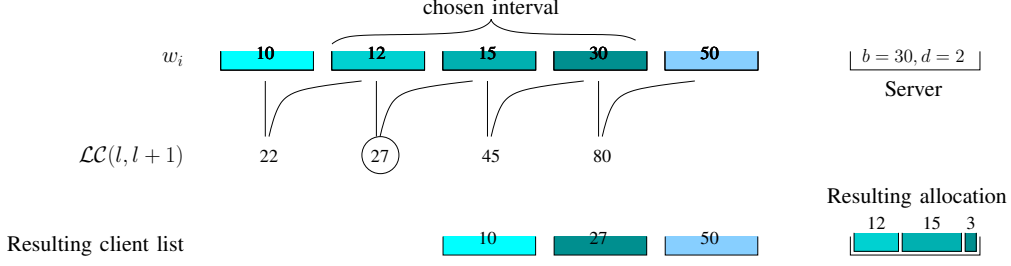 chosen interval
w_i 10 12 15 30 50 b = 30, d = 2
Server
ℒ𝒞(l, l + 1) 22 27 45 80
Resulting allocation
12 15 3
Resulting client list 10 27 50